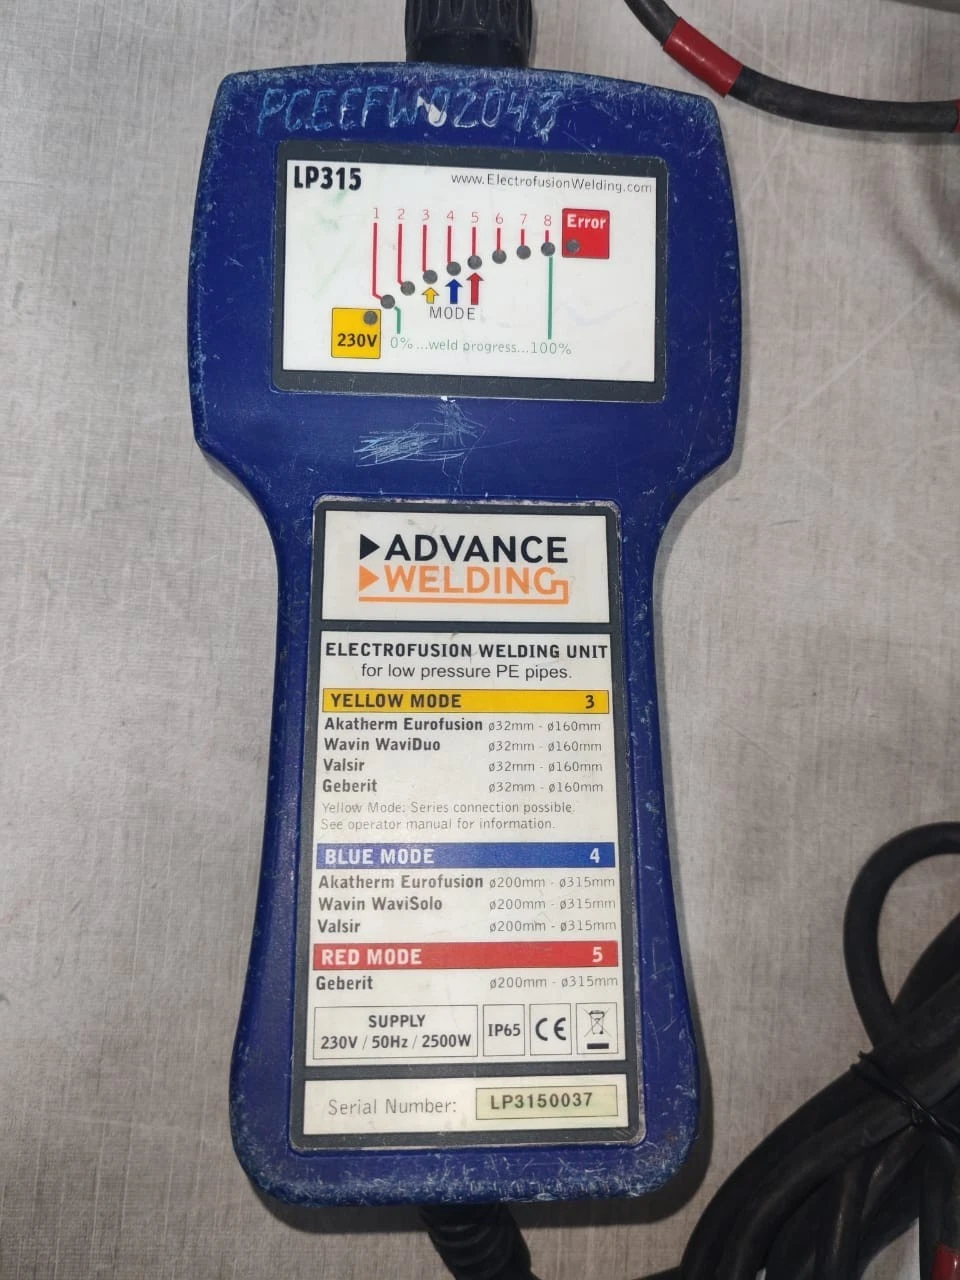 PCEEFW02043
LP315
www.ElectrofusionWelding.com
1 2 3 4 5 6 7 8 Error
MODE
230V
0% ...weld progress...100%
ADVANCE
WELDING
ELECTROFUSION WELDING UNIT
for low pressure PE pipes.
YELLOW MODE 3
Akatherm Eurofusion ø32mm - ø160mm
Wavin WaviDuo ø32mm - ø160mm
Valsir ø32mm - ø160mm
Geberit ø32mm - ø160mm
Yellow Mode: Series connection possible.
See operator manual for information.
BLUE MODE 4
Akatherm Eurofusion ø200mm - ø315mm
Wavin WaviSolo ø200mm - ø315mm
Valsir ø200mm - ø315mm
RED MODE 5
Geberit ø200mm - ø315mm
SUPPLY
230V / 50Hz / 2500W IP65 CE
Serial Number: LP3150037